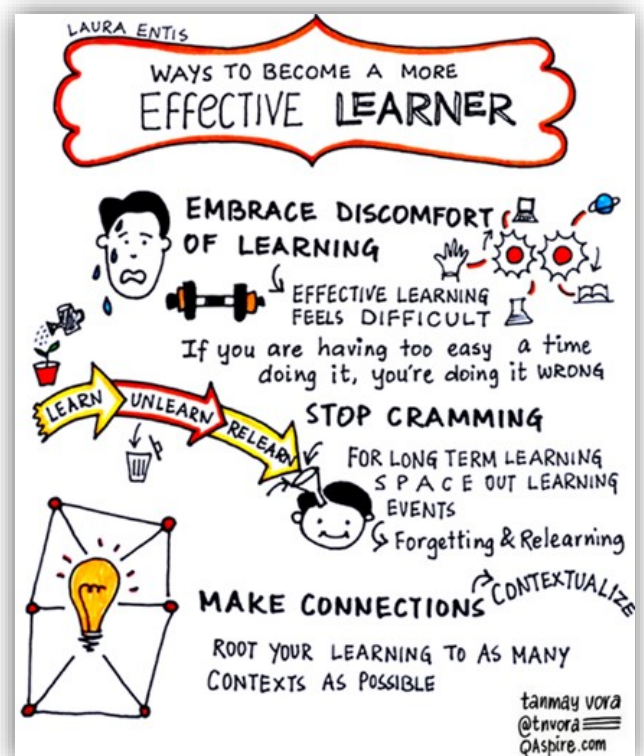 LAURA ENTIS
WAYS TO BECOME A MORE
EFFECTIVE LEARNER
EMBRACE DISCOMFORT
OF LEARNING
EFFECTIVE LEARNING
FEELS DIFFICULT
If you are having too easy a time
doing it, you're doing it WRONG
LEARN
UNLEARN
RELEARN
STOP CRAMMING
FOR LONG TERM LEARNING
S P A C E OUT LEARNING
EVENTS
Forgetting & Relearning
MAKE CONNECTIONS
CONTEXTUALIZE
ROOT YOUR LEARNING TO AS MANY
CONTEXTS AS POSSIBLE
tanmay vora
@tnvora
QAspire.com